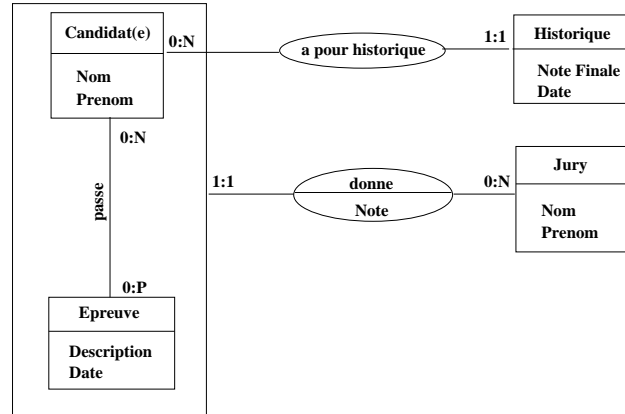 Candidat(e)
Nom
Prenom
0:N
a pour historique
1:1
Historique
Note Finale
Date
0:N
passe
0:P
Epreuve
Description
Date
1:1
donne
Note
0:N
Jury
Nom
Prenom